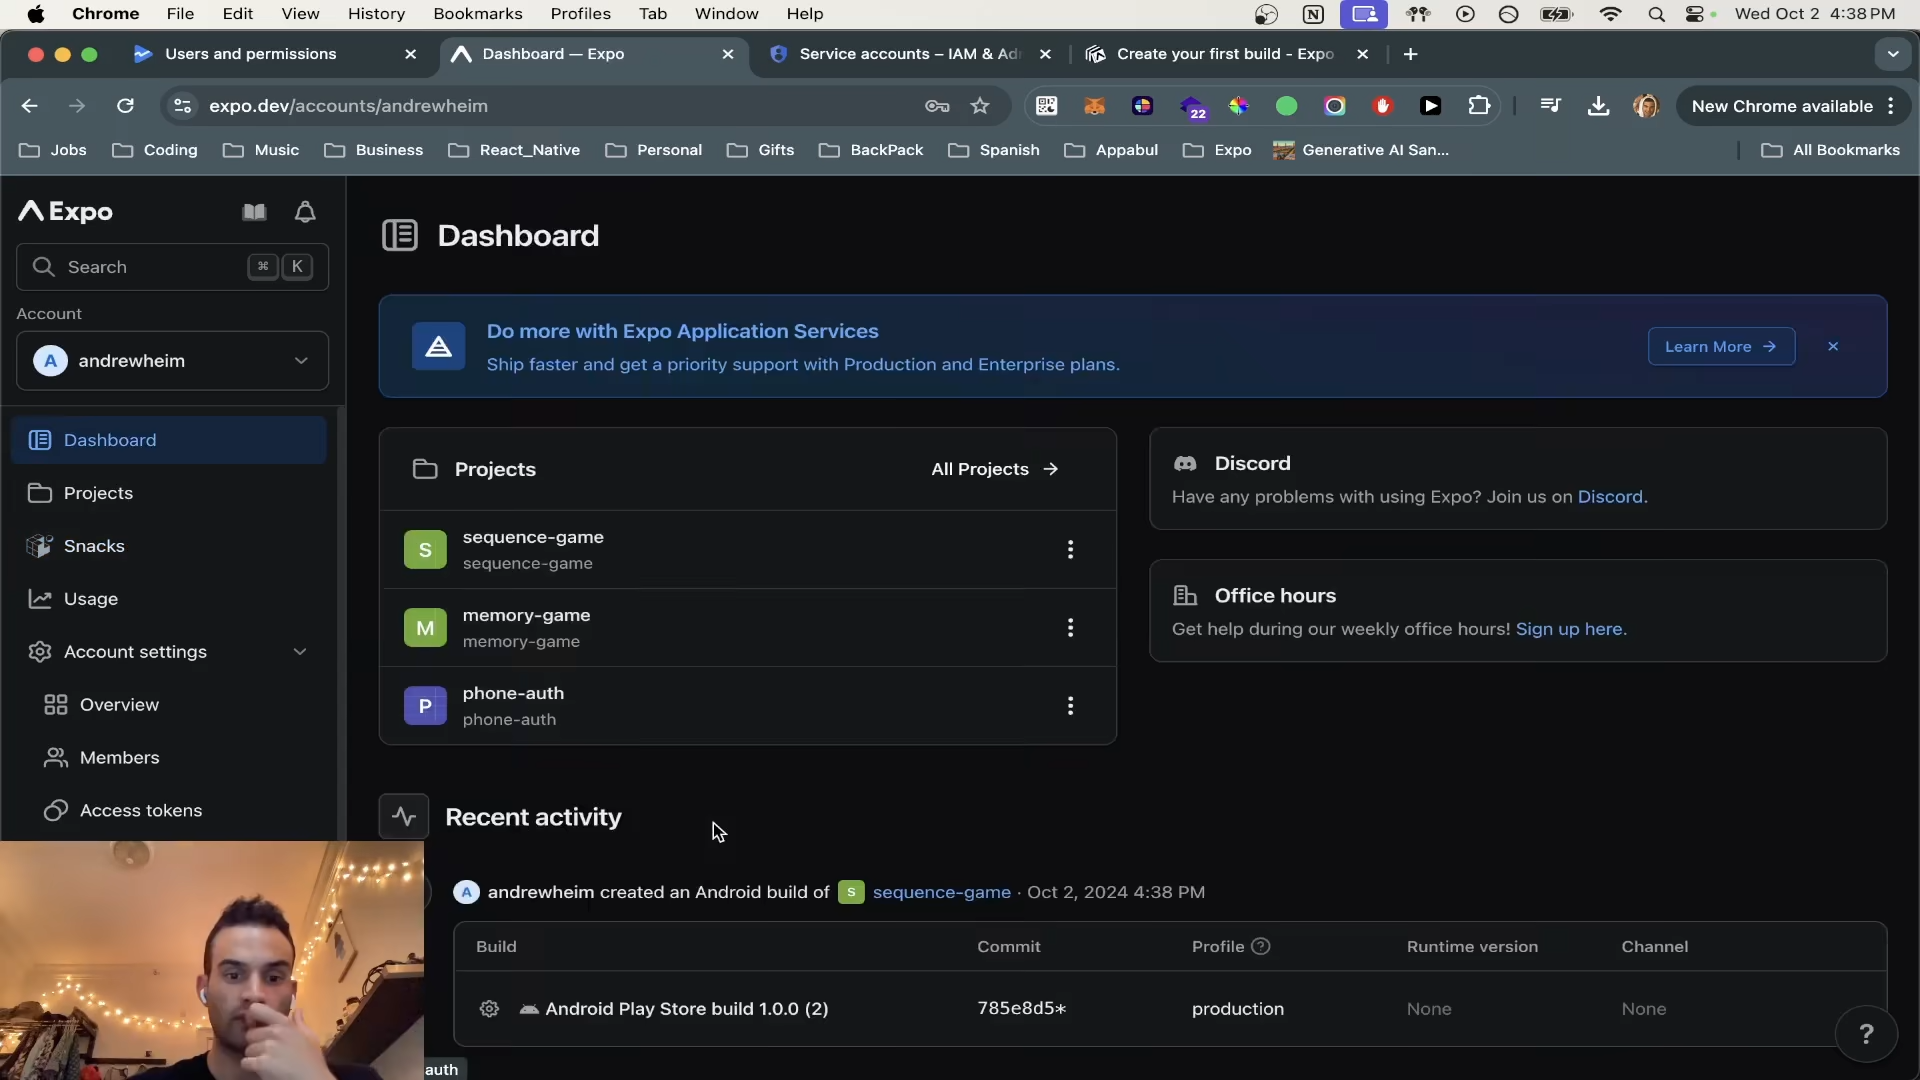 Chrome File Edit View History Bookmarks Profiles Tab Window Help
Wed Oct 2 4:38 PM
Users and permissions
Dashboard — Expo
Service accounts – IAM & Ad
Create your first build - Expo
expo.dev/accounts/andrewheim
22
New Chrome available
Jobs Coding Music Business React_Native Personal Gifts BackPack Spanish Appabul Expo Generative AI San... All Bookmarks
Expo
Search ⌘ K
Account
A andrewheim
Dashboard
Projects
Snacks
Usage
Account settings
Overview
Members
Access tokens
Dashboard
Do more with Expo Application Services
Ship faster and get a priority support with Production and Enterprise plans.
Learn More →
Projects
All Projects →
S
sequence-game
sequence-game
M
memory-game
memory-game
P
phone-auth
phone-auth
Discord
Have any problems with using Expo? Join us on Discord.
Office hours
Get help during our weekly office hours! Sign up here.
Recent activity
A andrewheim created an Android build of S sequence-game · Oct 2, 2024 4:38 PM
Build Commit Profile ? Runtime version Channel
Android Play Store build 1.0.0 (2) 785e8d5* production None None
?
auth